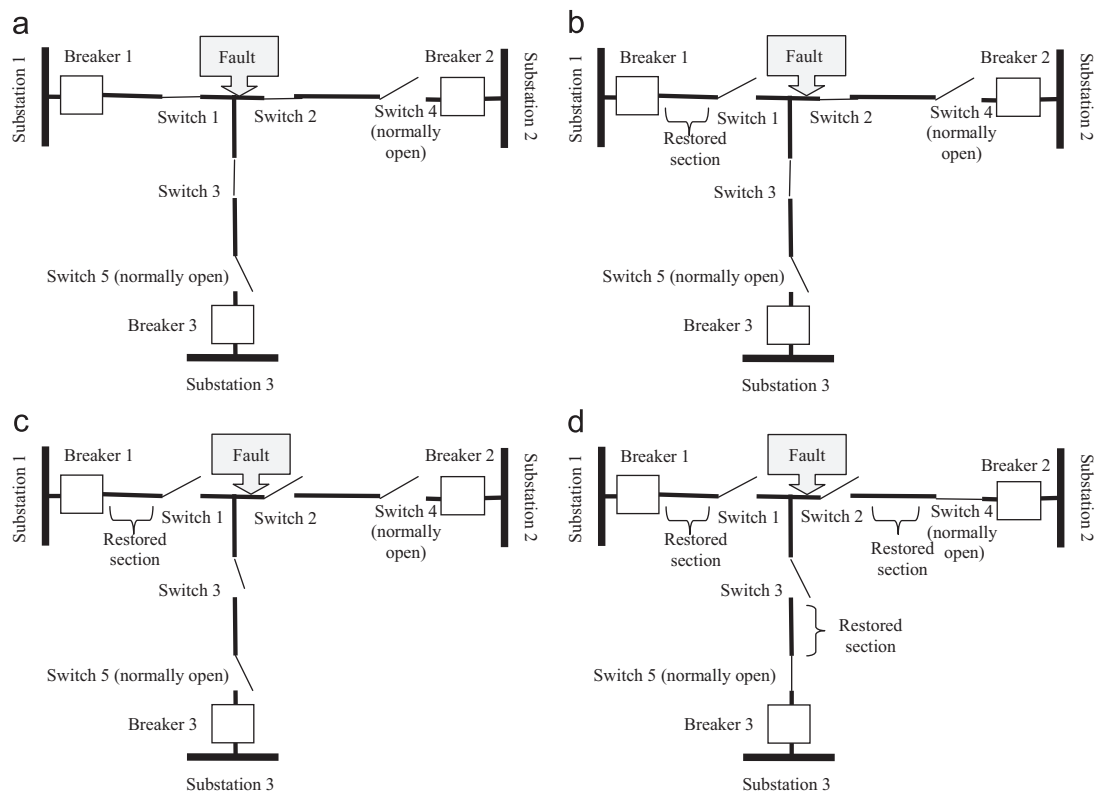 a
Substation 1
Breaker 1
Fault
Breaker 2
Substation 2
Switch 1
Switch 2
Switch 4
(normally
open)
Switch 3
Switch 5 (normally open)
Breaker 3
Substation 3
b
Substation 1
Breaker 1
Fault
Breaker 2
Substation 2
Switch 1
Switch 2
Switch 4
(normally
open)
Restored
section
Switch 3
Switch 5 (normally open)
Breaker 3
Substation 3
c
Substation 1
Breaker 1
Fault
Breaker 2
Substation 2
Switch 1
Switch 2
Switch 4
(normally
open)
Restored
section
Switch 3
Switch 5 (normally open)
Breaker 3
Substation 3
d
Substation 1
Breaker 1
Fault
Breaker 2
Substation 2
Switch 1
Switch 2
Switch 4
(normally
open)
Restored
section
Restored
section
Switch 3
Restored
section
Switch 5 (normally open)
Breaker 3
Substation 3